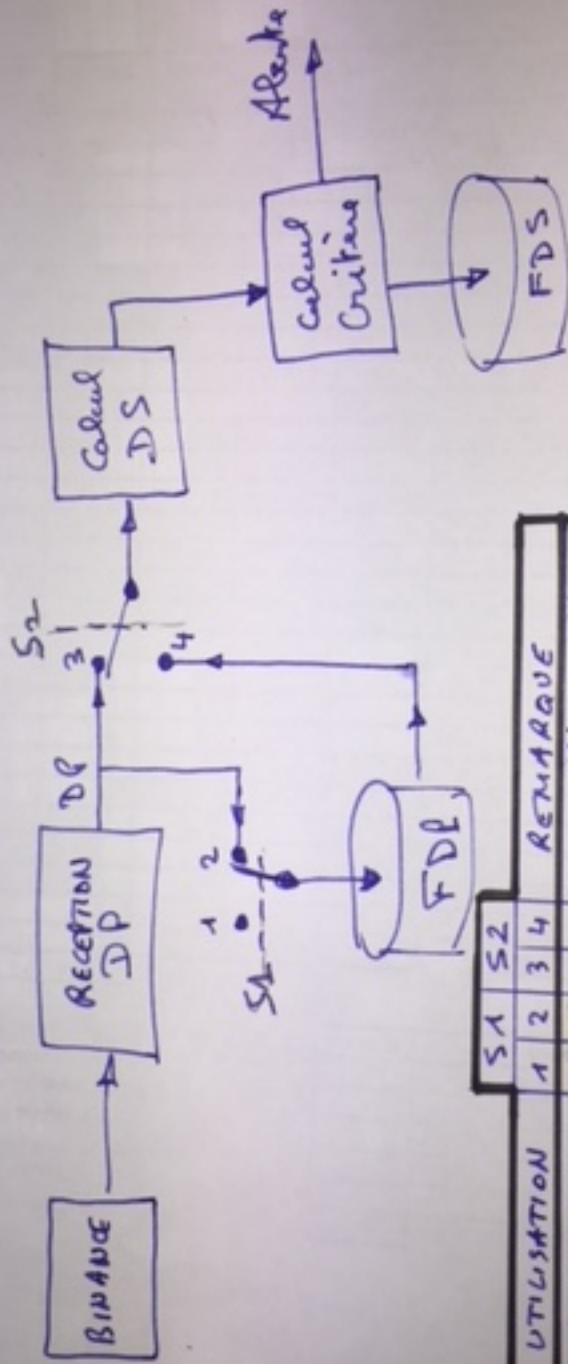 BINANCE
RECEPTION
DP
DP
S2
3
4
Calcul
DS
Calcul
Critère
Alerte
1
2
S1
FDP
FDS
S1 S2
UTILISATION 1 2 3 4 REMARQUE